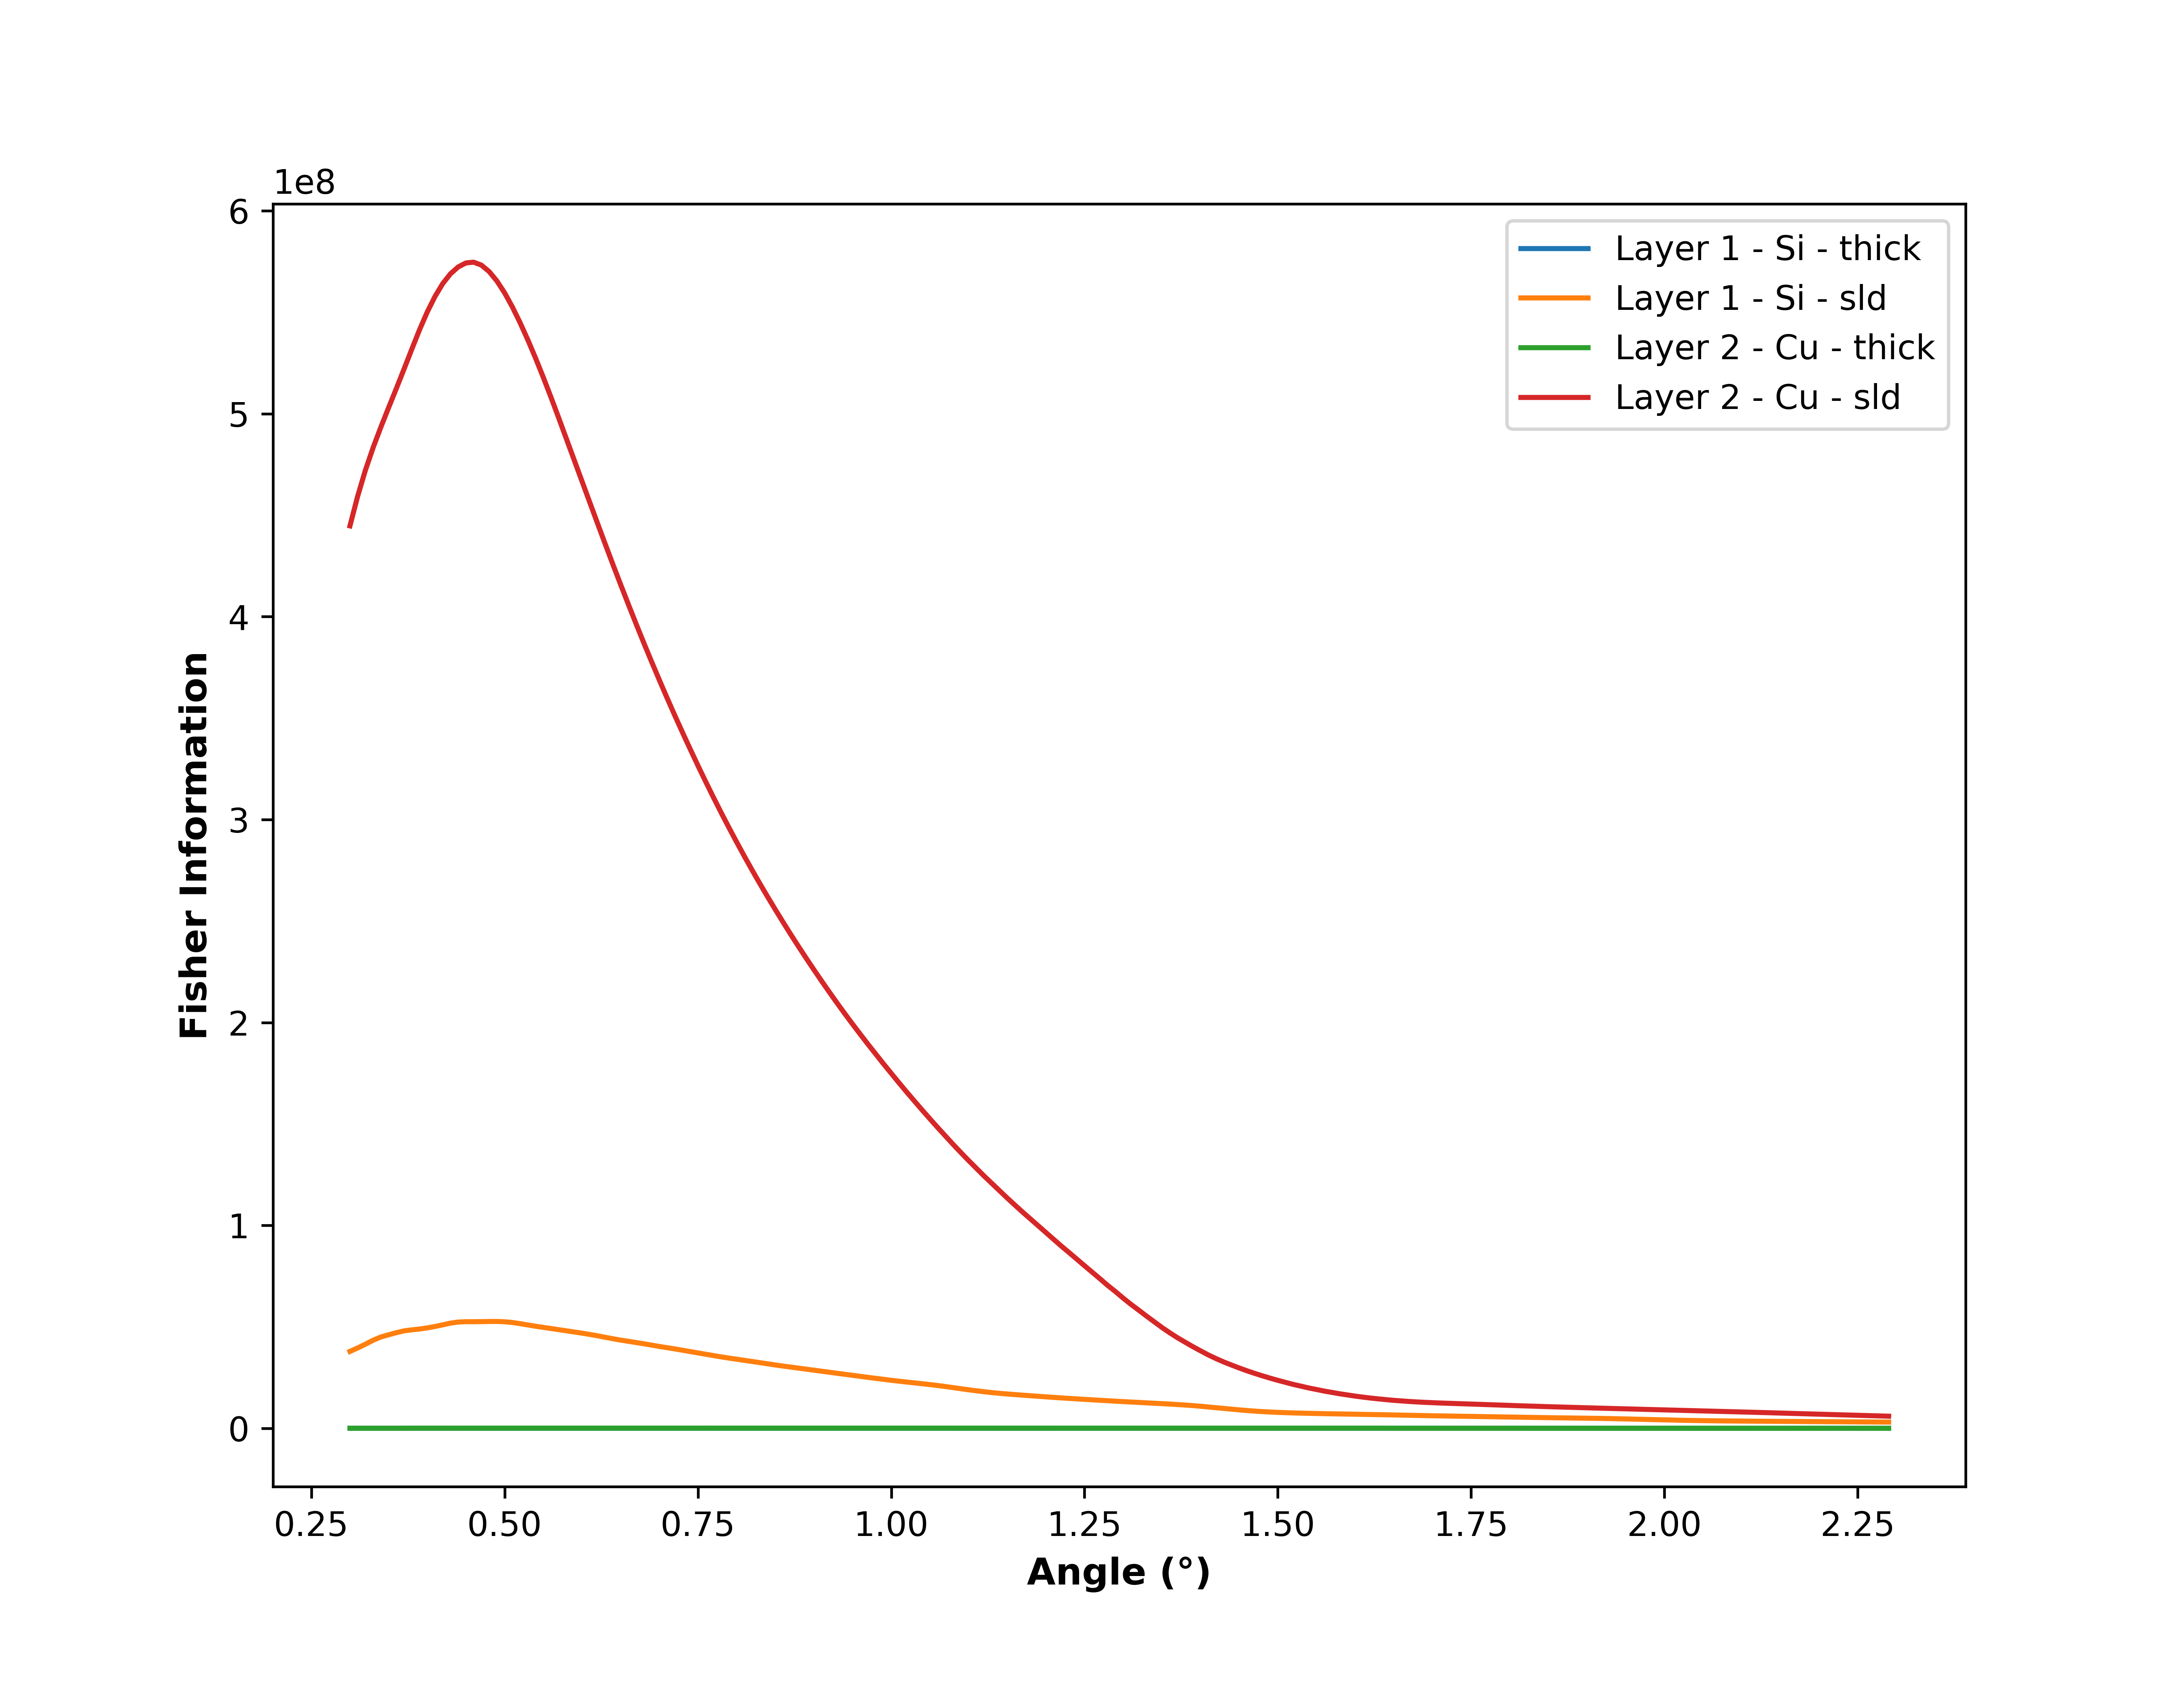 1e8
6
5
4
3
2
1
0
Fisher Information
0.25 0.50 0.75 1.00 1.25 1.50 1.75 2.00 2.25
Angle (°)
Layer 1 - Si - thick
Layer 1 - Si - sld
Layer 2 - Cu - thick
Layer 2 - Cu - sld